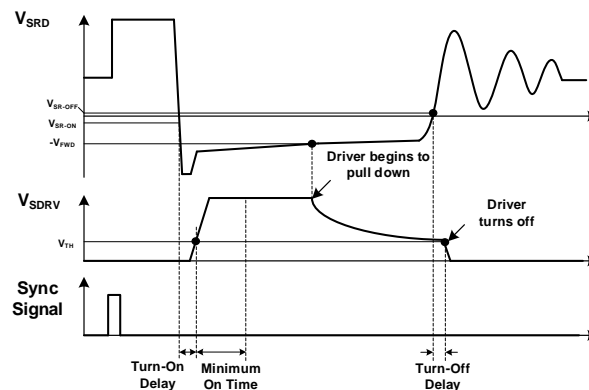 VSRD
VSR-OFF
VSR-ON
-VFWD
Driver begins to
pull down
VSDRV
Driver
turns off
VTH
Sync
Signal
Turn-On
Delay
Minimum
On Time
Turn-Off
Delay